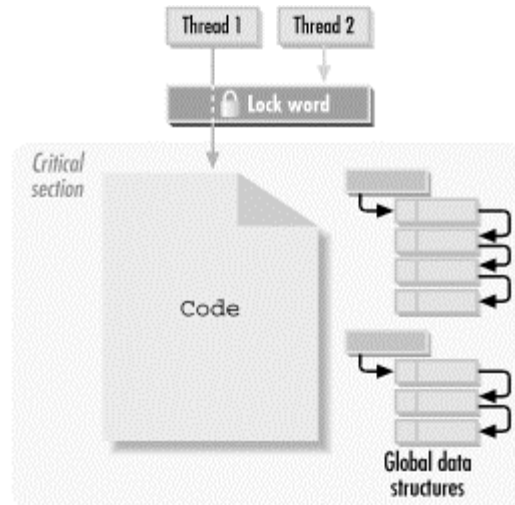 Thread 1
Thread 2
Lock word
Critical
section
Code
Global data
structures